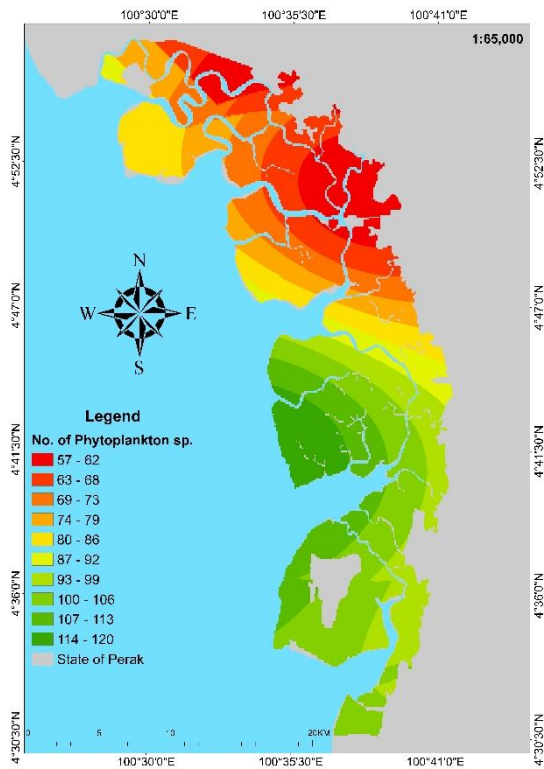 100°30'0"E 100°35'30"E 100°41'0"E
1:65,000
4°52'30"N 4°52'30"N
N
4°47'0"N 4°47'0"N
W E
S
Legend
No. of Phytoplankton sp.
57 - 62
63 - 68
69 - 73
74 - 79
80 - 86
87 - 92
93 - 99
100 - 106
107 - 113
114 - 120
State of Perak
4°41'30"N 4°41'30"N
4°36'0"N 4°36'0"N
0 5 10 20KM
4°30'30"N 4°30'30"N
100°30'0"E 100°35'30"E 100°41'0"E